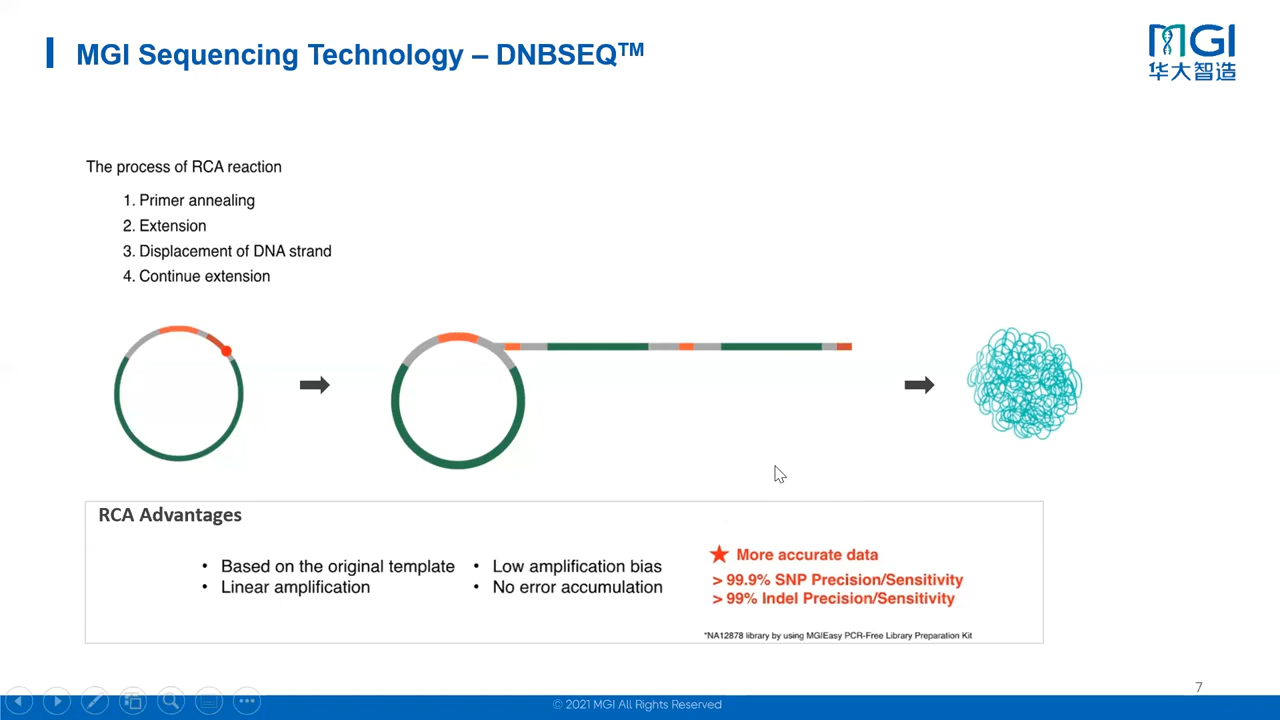 MGI Sequencing Technology – DNBSEQ™
MGI
华大智造
The process of RCA reaction
1. Primer annealing
2. Extension
3. Displacement of DNA strand
4. Continue extension
RCA Advantages
• Based on the original template
• Linear amplification
• Low amplification bias
• No error accumulation
★ More accurate data
> 99.9% SNP Precision/Sensitivity
> 99% Indel Precision/Sensitivity
*NA12878 library by using MGIEasy PCR-Free Library Preparation Kit
7
© 2021 MGI All Rights Reserved